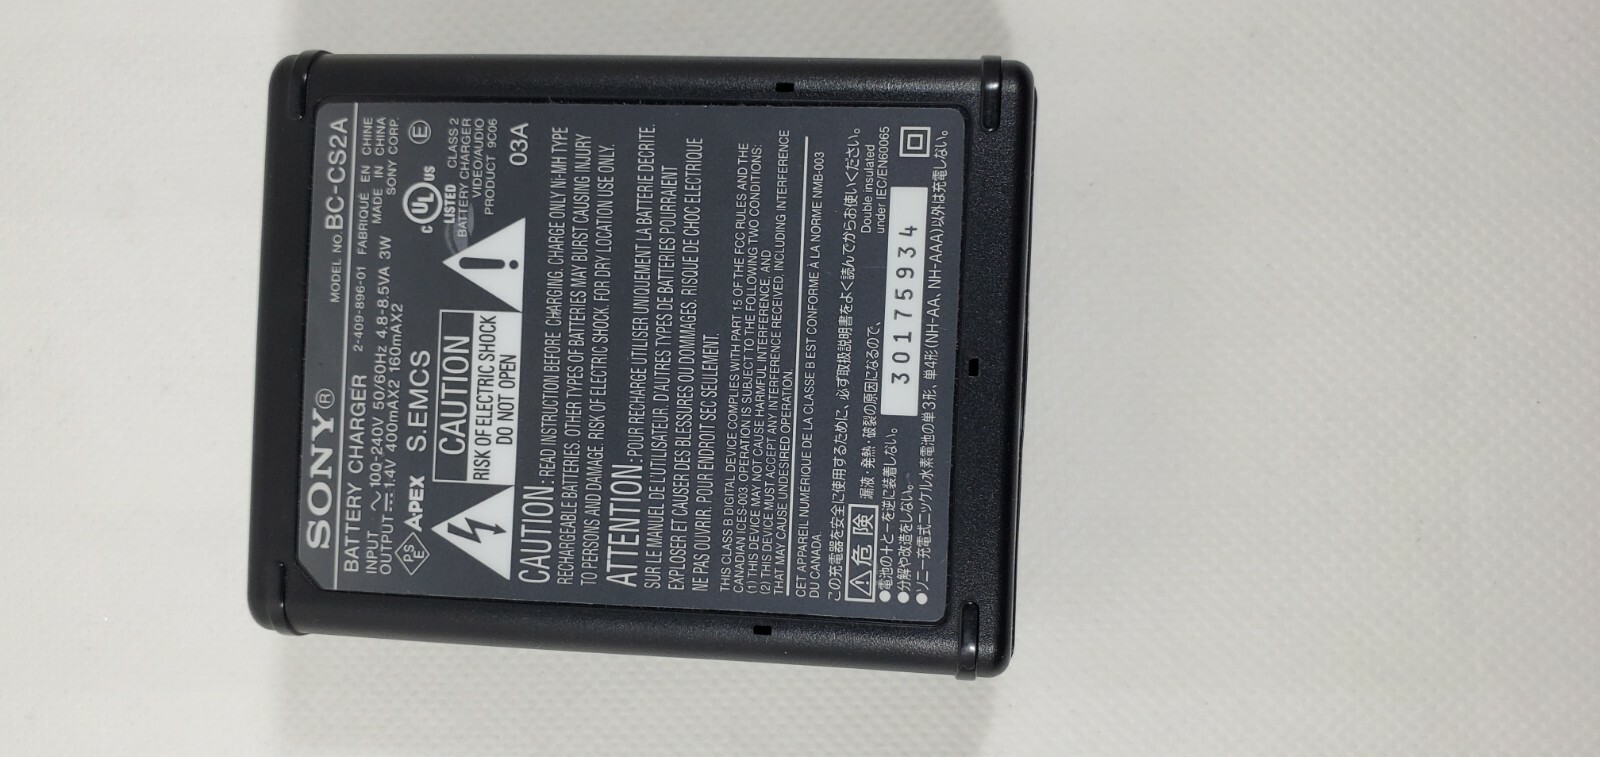 SONY®
MODEL NO. BC-CS2A
BATTERY CHARGER 2-409-896-01 FABRIQUÉ EN CHINE
INPUT ～100-240V 50/60Hz 4.8-8.5VA 3W MADE IN CHINA
OUTPUT ⎓1.4V 400mAX2 160mAX2 SONY CORP.
PS
E
A-PEX S.EMCS
c UL US
LISTED
E
CLASS 2
BATTERY CHARGER
VIDEO/AUDIO
PRODUCT 9C06
03A
CAUTION
RISK OF ELECTRIC SHOCK
DO NOT OPEN
CAUTION: READ INSTRUCTION BEFORE CHARGING. CHARGE ONLY Ni-MH TYPE
RECHARGEABLE BATTERIES. OTHER TYPES OF BATTERIES MAY BURST CAUSING INJURY
TO PERSONS AND DAMAGE. RISK OF ELECTRIC SHOCK. FOR DRY LOCATION USE ONLY.
ATTENTION: POUR RECHARGE UTILISER UNIQUEMENT LA BATTERIE DECRITE.
SUR LE MANUEL DE L'UTILISATEUR. D'AUTRES TYPES DE BATTERIES POURRAIENT
EXPLOSER ET CAUSER DES BLESSURES OU DOMMAGES. RISQUE DE CHOC ELECTRIQUE
NE PAS OUVRIR. POUR ENDROIT SEC SEULEMENT.
THIS CLASS B DIGITAL DEVICE COMPLIES WITH PART 15 OF THE FCC RULES AND THE
CANADIAN ICES-003. OPERATION IS SUBJECT TO THE FOLLOWING TWO CONDITIONS:
(1) THIS DEVICE MAY NOT CAUSE HARMFUL INTERFERENCE, AND
(2) THIS DEVICE MUST ACCEPT ANY INTERFERENCE RECEIVED, INCLUDING INTERFERENCE
THAT MAY CAUSE UNDESIRED OPERATION.
CET APPAREIL NUMERIQUE DE LA CLASSE B EST CONFORME À LA NORME NMB-003
DU CANADA.
この充電器を安全に使用するために、必ず取扱説明書をよく読んでからお使いください。
⚠危険 漏液・発熱・破裂の原因になるので、
Double insulated
under IEC/EN60065
●電池の＋と－を逆に装着しない。
●分解や改造をしない。
30175934
●ソニー充電式ニッケル水素電池の単3形、単4形(NH-AA、NH-AAA)以外は充電しない。